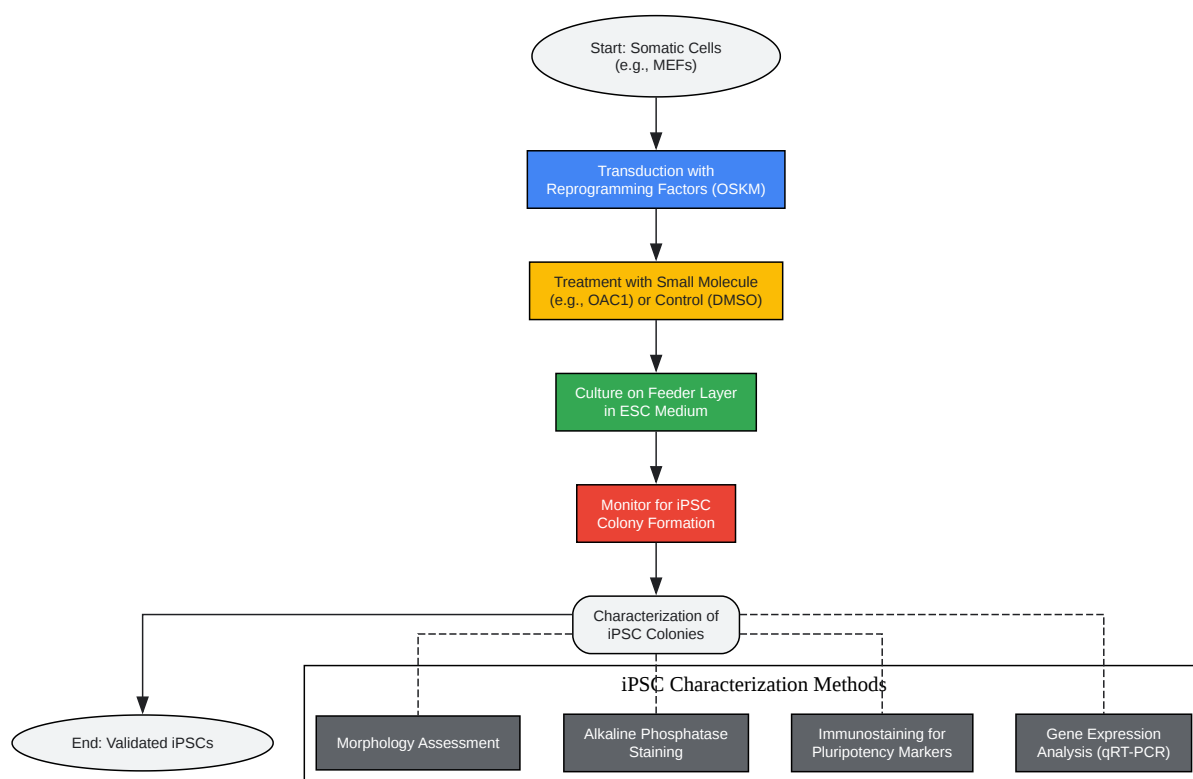 Start: Somatic Cells
(e.g., MEFs)
Transduction with
Reprogramming Factors (OSKM)
Treatment with Small Molecule
(e.g., OAC1) or Control (DMSO)
Culture on Feeder Layer
in ESC Medium
Monitor for iPSC
Colony Formation
Characterization of
iPSC Colonies
iPSC Characterization Methods
End: Validated iPSCs
Morphology Assessment
Alkaline Phosphatase
Staining
Immunostaining for
Pluripotency Markers
Gene Expression
Analysis (qRT-PCR)